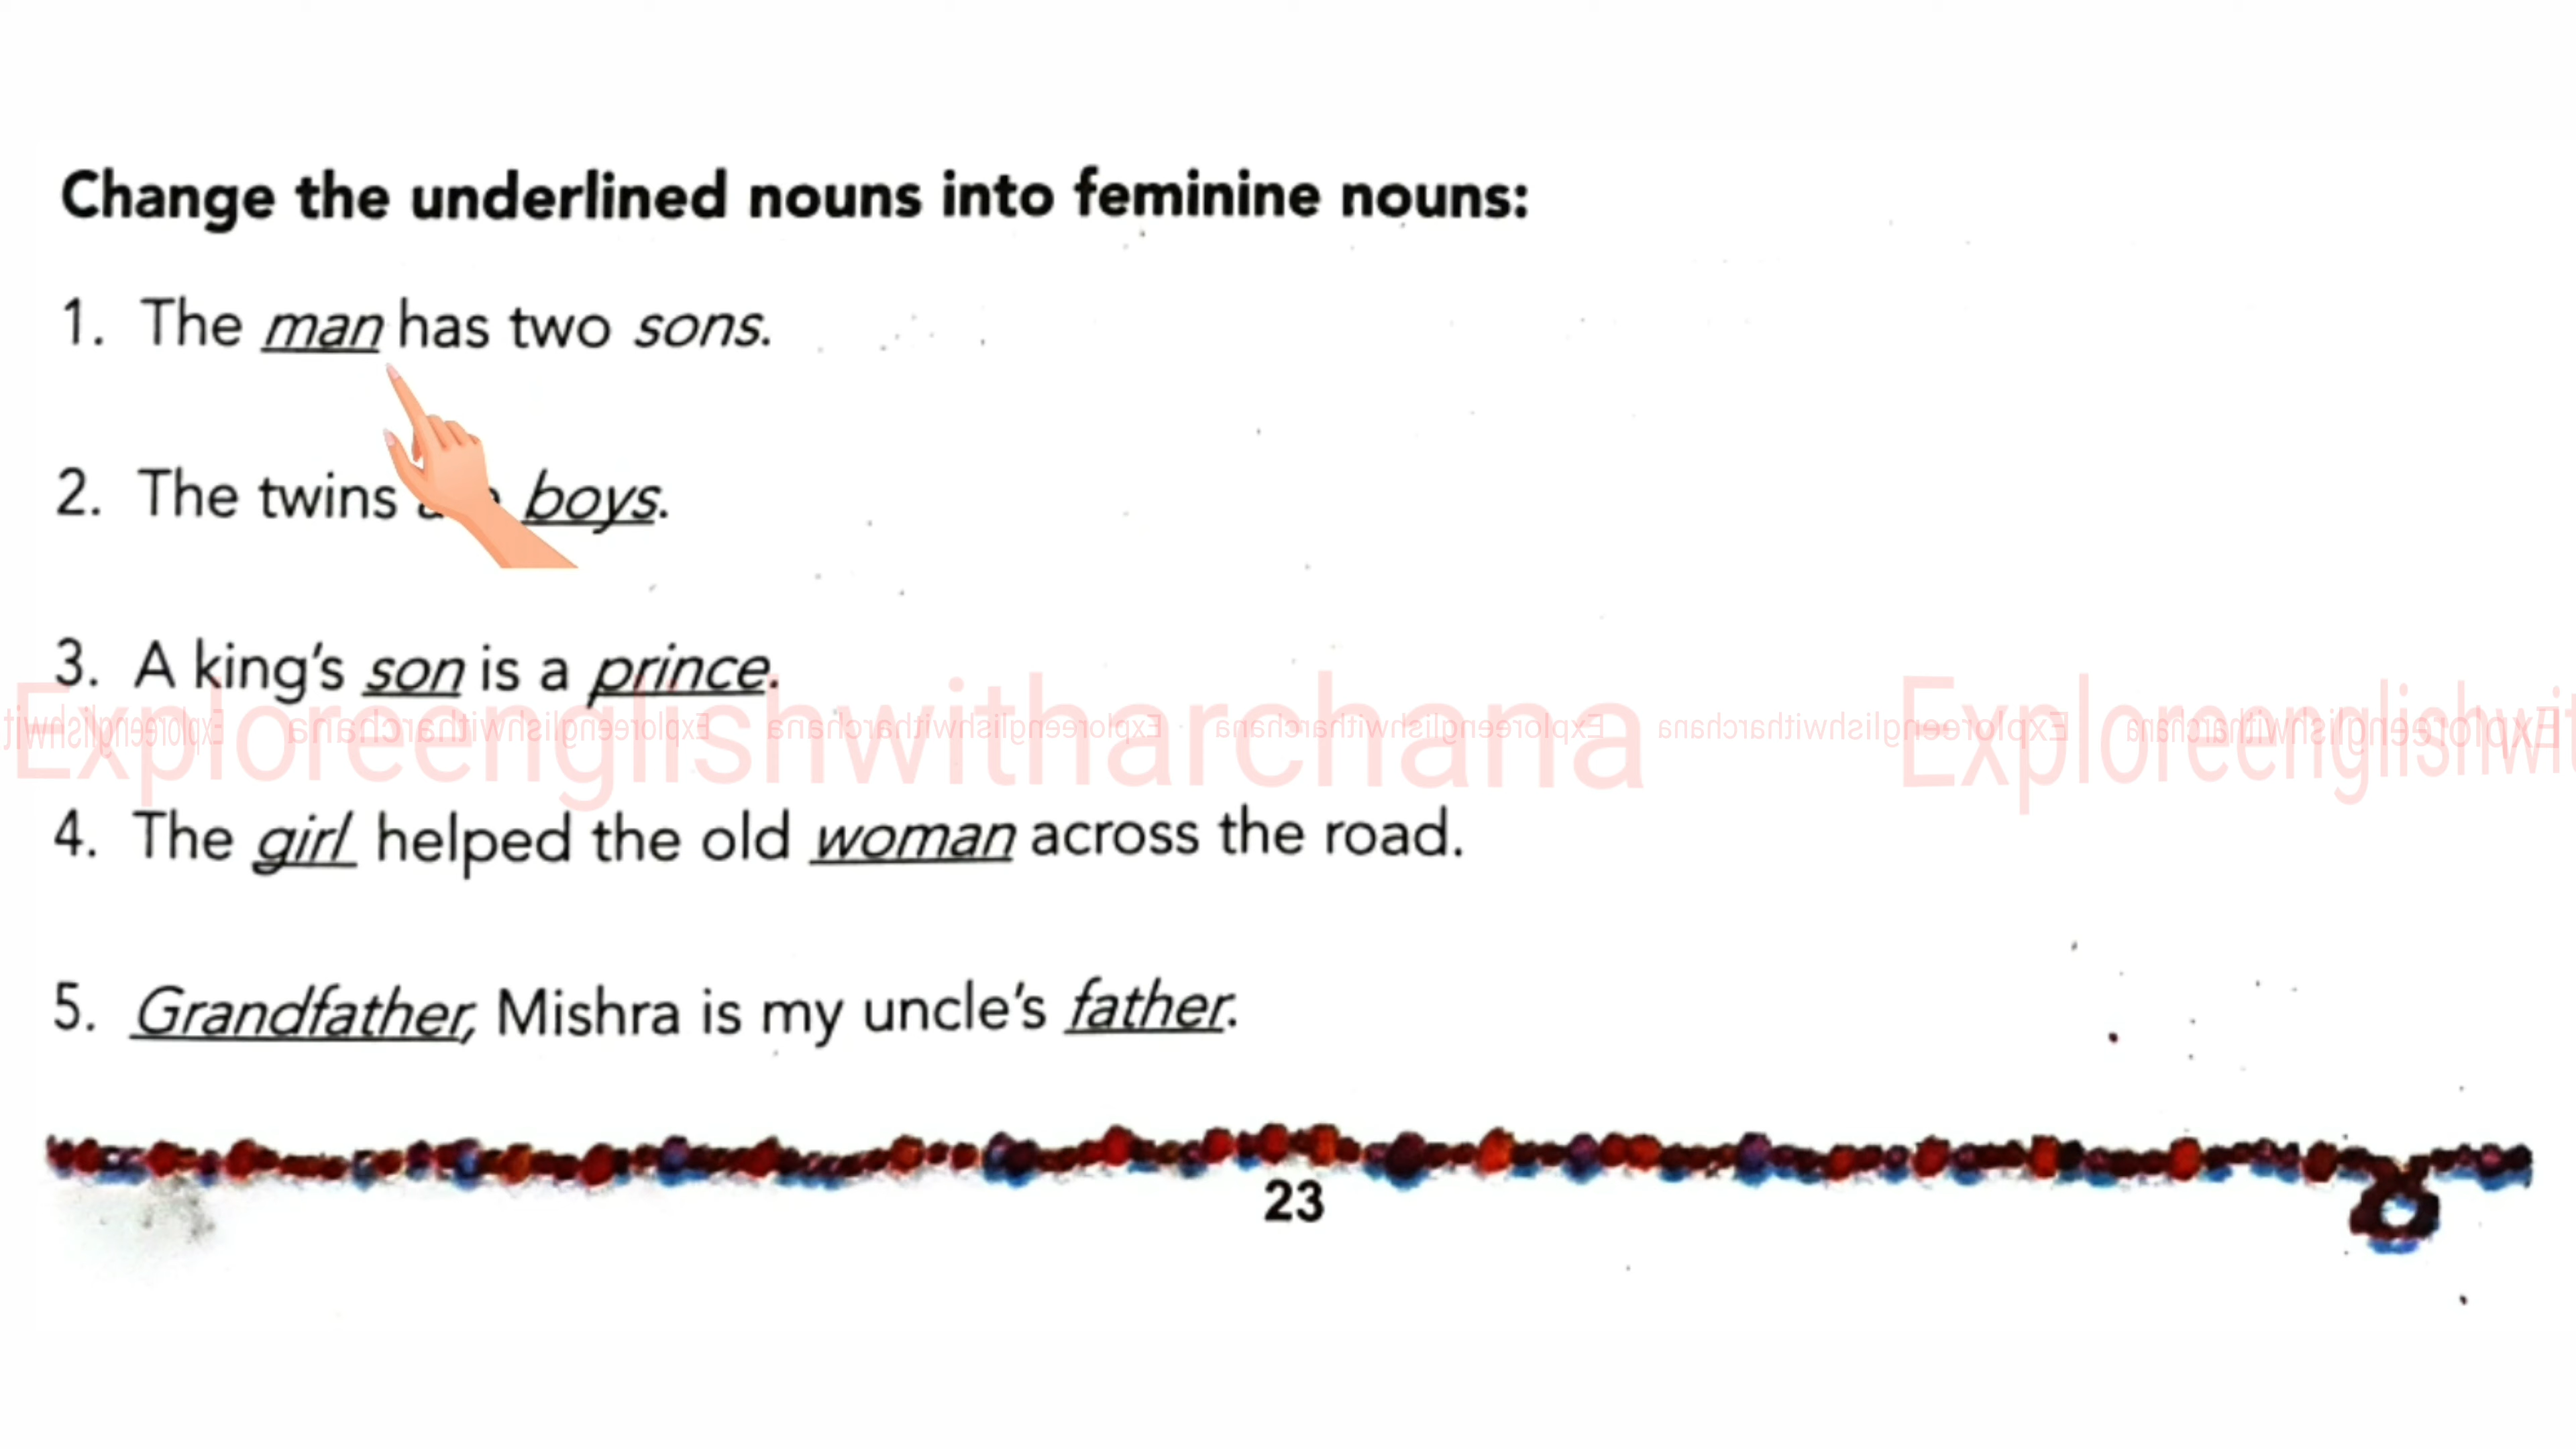 Change the underlined nouns into feminine nouns:
1. The man has two sons.
2. The twins boys.
3. A king's son is a prince.
Exploreenglishwitharchana Exploreenglishwit
4. The girl helped the old woman across the road.
5. Grandfather, Mishra is my uncle's father.
23